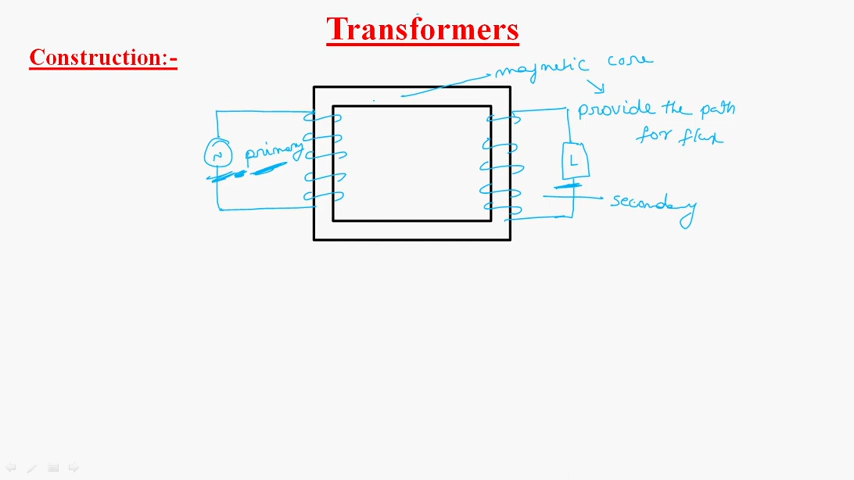 Transformers
Construction:-
magnetic core
provide the path
for flux
~ primary
L
secondary